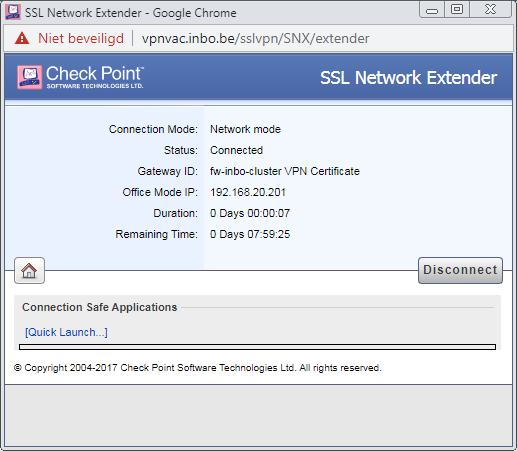 SSL Network Extender - Google Chrome
Niet beveiligd | vpnvac.inbo.be/sslvpn/SNX/extender
Check Point™
SOFTWARE TECHNOLOGIES LTD.
SSL Network Extender
Connection Mode: Network mode
Status: Connected
Gateway ID: fw-inbo-cluster VPN Certificate
Office Mode IP: 192.168.20.201
Duration: 0 Days 00:00:07
Remaining Time: 0 Days 07:59:25
Disconnect
Connection Safe Applications
[Quick Launch...]
© Copyright 2004-2017 Check Point Software Technologies Ltd. All rights reserved.